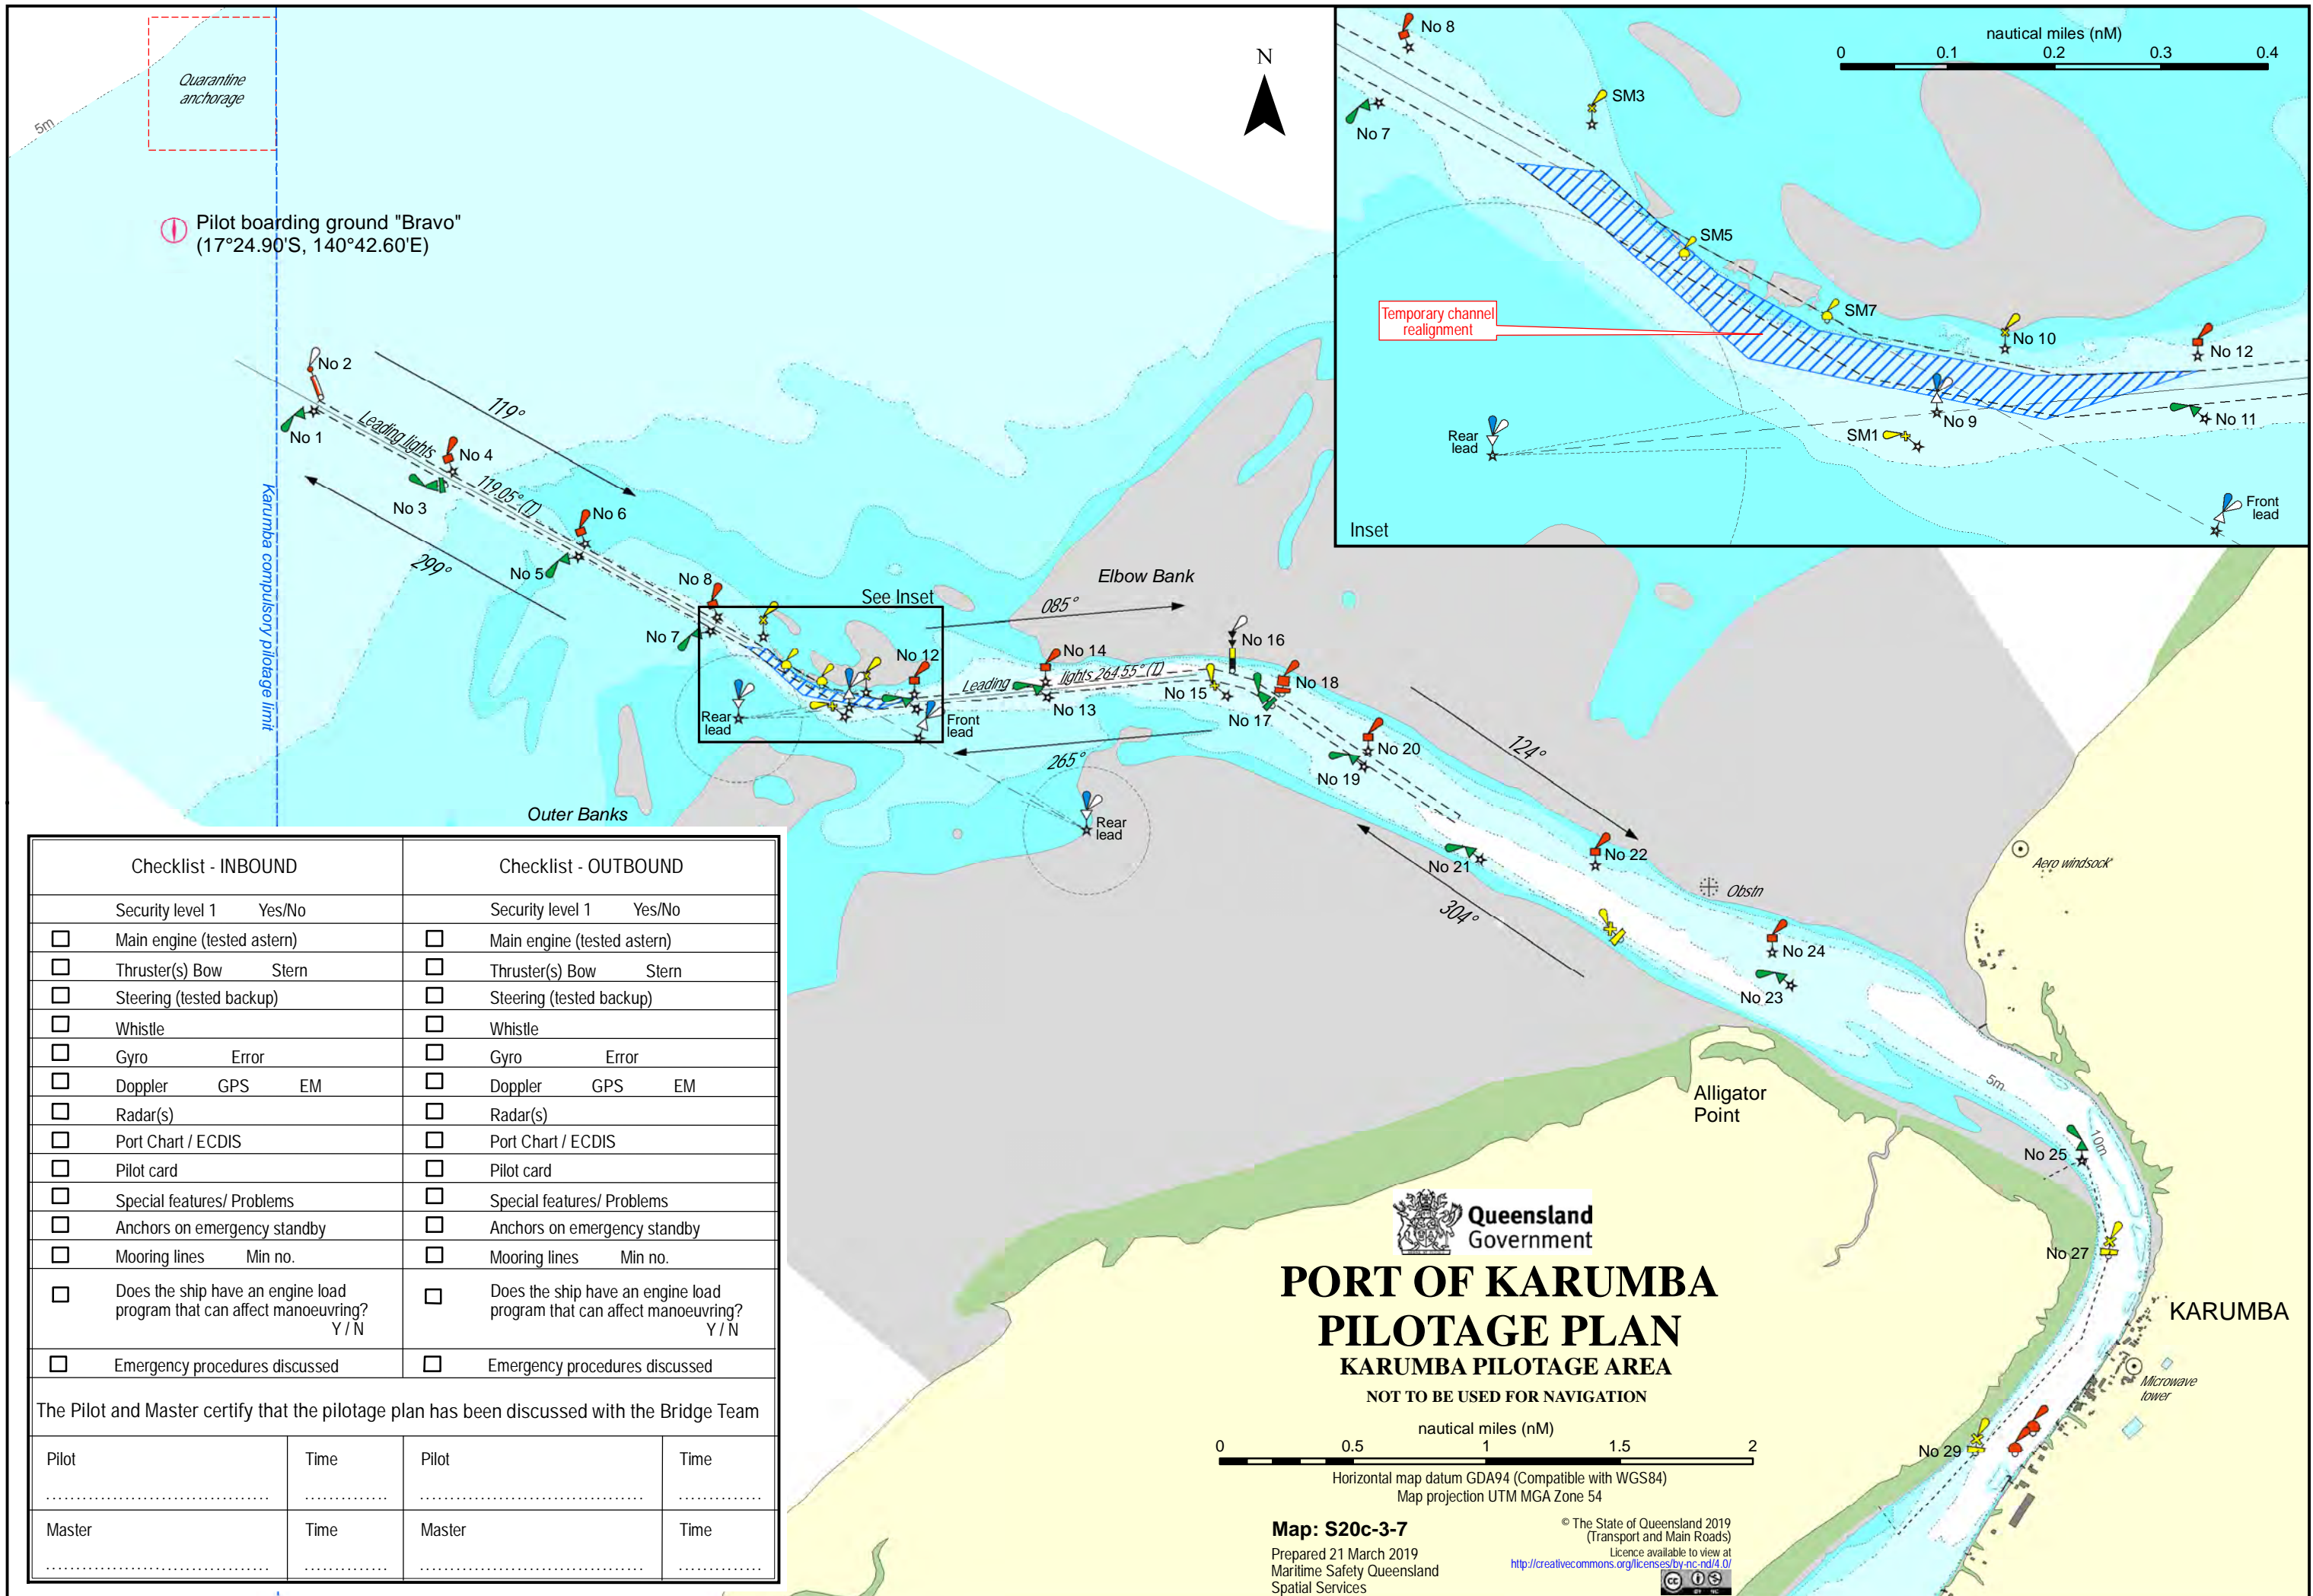 Quarantine
anchorage
5m
Pilot boarding ground "Bravo"
(17°24.90'S, 140°42.60'E)
N
Karumba compulsory pilotage limit
No 2
No 1
Leading lights
119.05° (T)
119°
299°
No 4
No 3
No 6
No 5
No 8
No 7
See Inset
No 12
Rear
lead
Front
lead
Elbow Bank
085°
265°
Leading lights 264.55° (T)
No 14
No 13
No 16
No 15
No 18
No 17
No 20
No 19
124°
304°
Rear
lead
Outer Banks
No 22
No 21
Obstn
No 24
No 23
Aero windsock
Alligator
Point
5m
10m
No 25
No 27
KARUMBA
Microwave
tower
No 29
Inset
nautical miles (nM)
0 0.1 0.2 0.3 0.4
No 8
No 7
SM3
SM5
SM7
Temporary channel
realignment
No 10
No 12
No 9
No 11
SM1
Rear
lead
Front
lead
Checklist - INBOUND
Security level 1 Yes/No
Main engine (tested astern)
Thruster(s) Bow Stern
Steering (tested backup)
Whistle
Gyro Error
Doppler GPS EM
Radar(s)
Port Chart / ECDIS
Pilot card
Special features/ Problems
Anchors on emergency standby
Mooring lines Min no.
Does the ship have an engine load
program that can affect manoeuvring?
Y / N
Emergency procedures discussed
Checklist - OUTBOUND
Security level 1 Yes/No
Main engine (tested astern)
Thruster(s) Bow Stern
Steering (tested backup)
Whistle
Gyro Error
Doppler GPS EM
Radar(s)
Port Chart / ECDIS
Pilot card
Special features/ Problems
Anchors on emergency standby
Mooring lines Min no.
Does the ship have an engine load
program that can affect manoeuvring?
Y / N
Emergency procedures discussed
The Pilot and Master certify that the pilotage plan has been discussed with the Bridge Team
Pilot Time Pilot Time
Master Time Master Time
Queensland
Government
PORT OF KARUMBA
PILOTAGE PLAN
KARUMBA PILOTAGE AREA
NOT TO BE USED FOR NAVIGATION
nautical miles (nM)
0 0.5 1 1.5 2
Horizontal map datum GDA94 (Compatible with WGS84)
Map projection UTM MGA Zone 54
Map: S20c-3-7
Prepared 21 March 2019
Maritime Safety Queensland
Spatial Services
© The State of Queensland 2019
(Transport and Main Roads)
Licence available to view at
http://creativecommons.org/licenses/by-nc-nd/4.0/